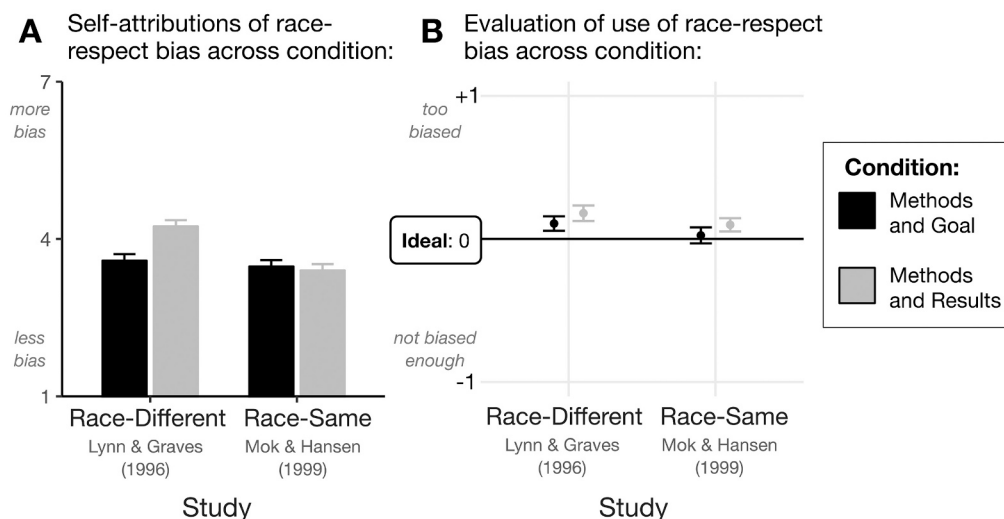 A Self-attributions of race-
respect bias across condition:
7
more
bias
4
less
bias
1
Race-Different Race-Same
Lynn & Graves Mok & Hansen
(1996) (1999)
Study
B Evaluation of use of race-respect
bias across condition:
+1
too
biased
Ideal: 0
not biased
enough
-1
Race-Different Race-Same
Lynn & Graves Mok & Hansen
(1996) (1999)
Study
Condition:
Methods
and Goal
Methods
and Results